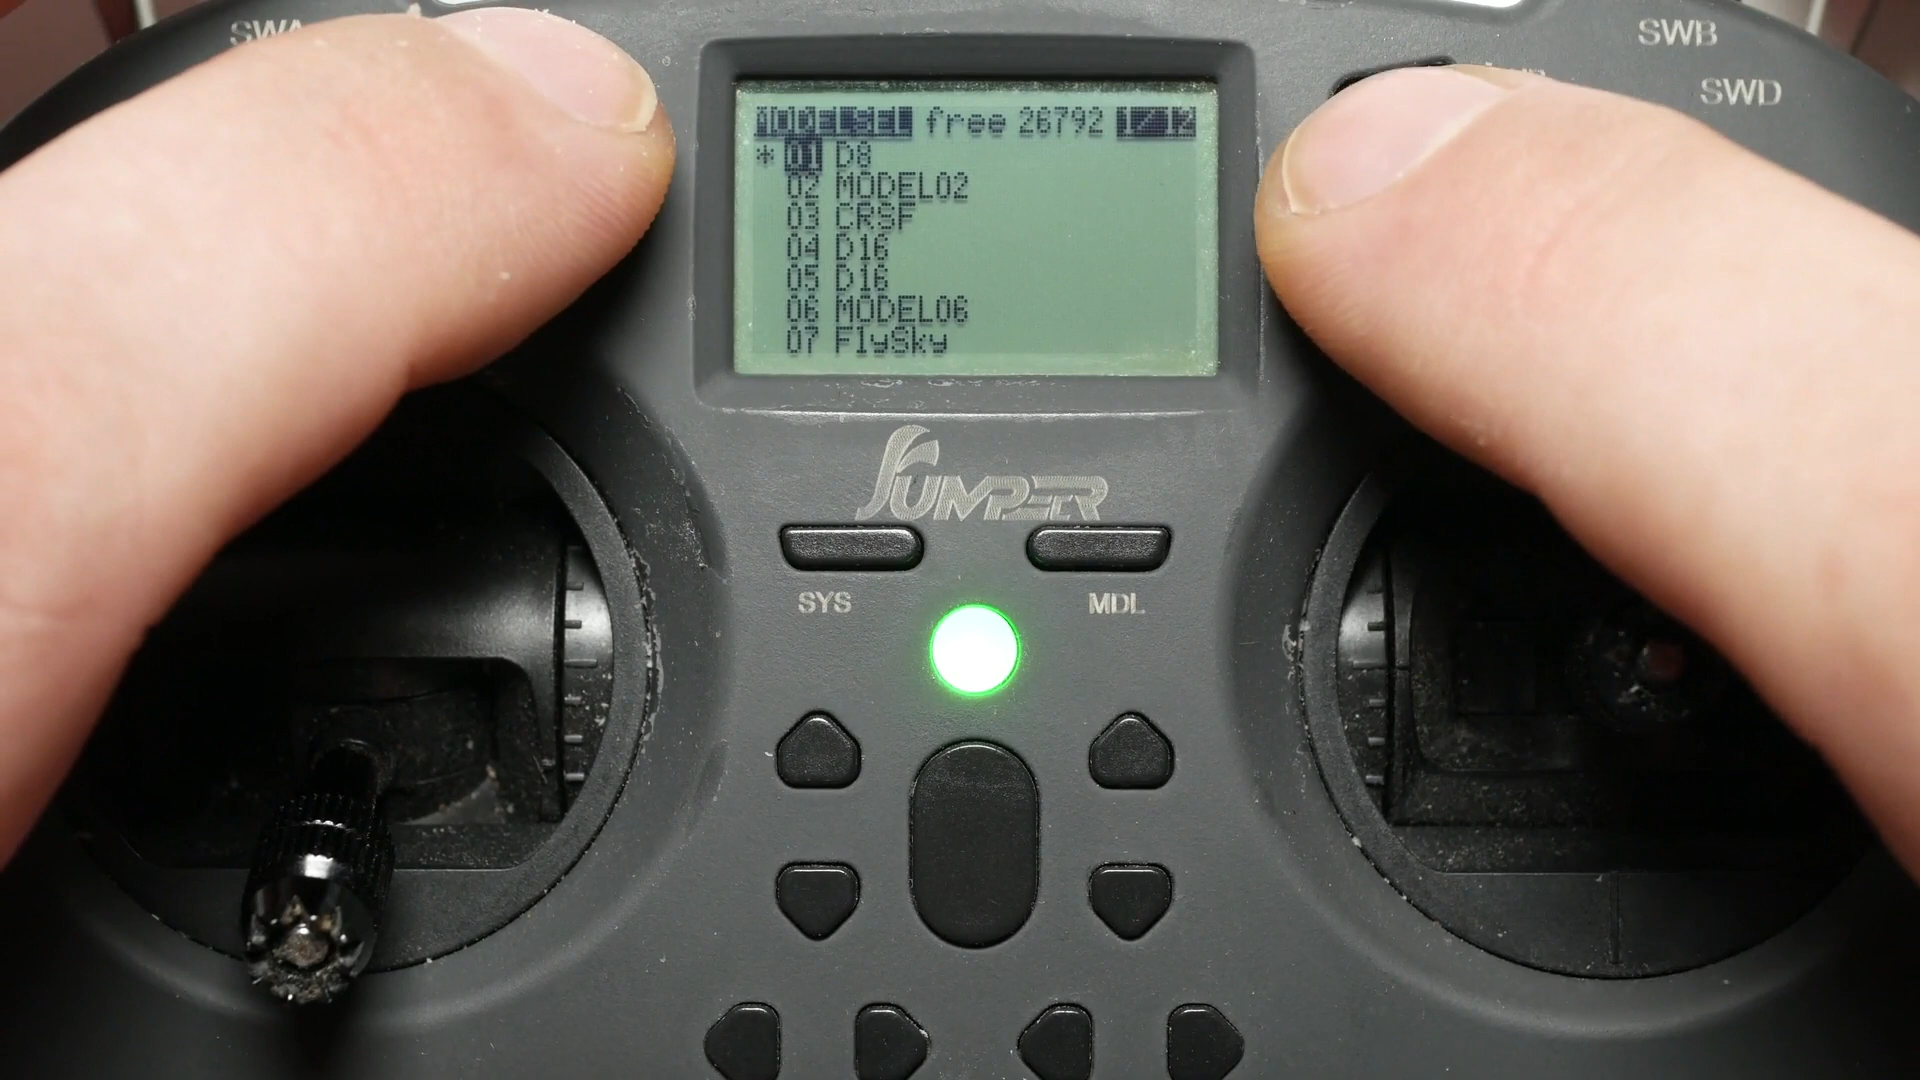 SWA
SWB
SWD
MODELSEL free 26792 1/12
* 01 D8
02 MODEL02
03 CRSF
04 D16
05 D16
06 MODEL06
07 FlySky
JUMPER
SYS
MDL